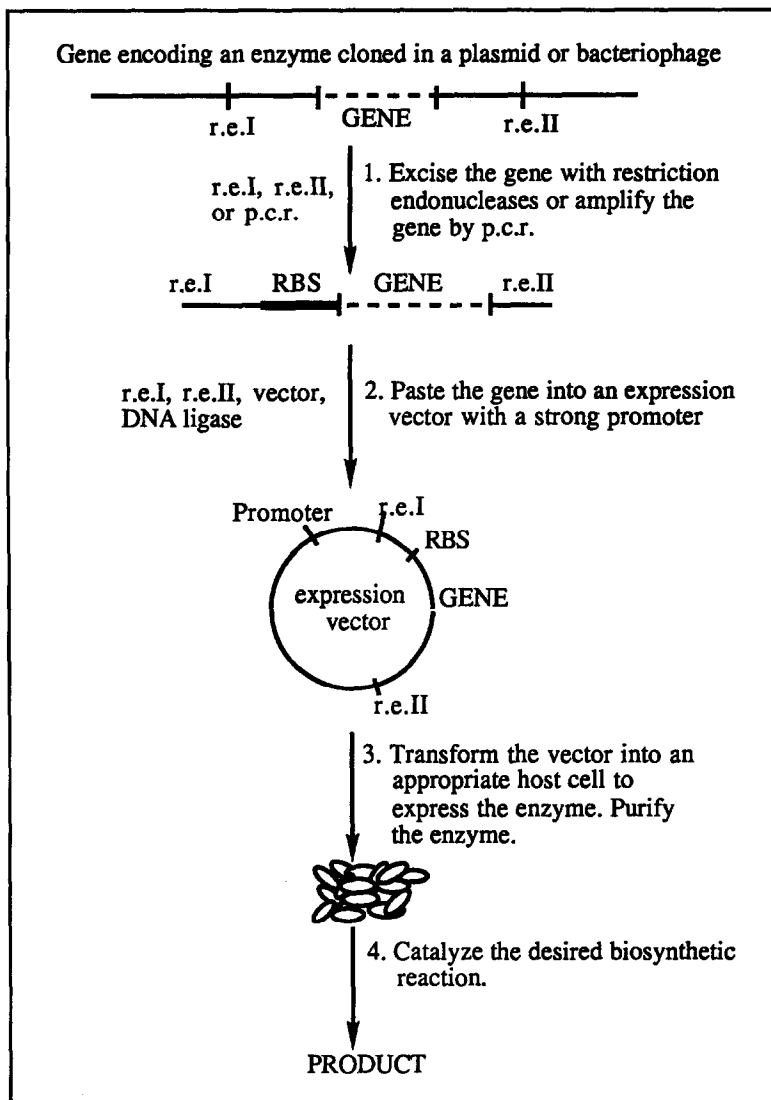 Gene encoding an enzyme cloned in a plasmid or bacteriophage
GENE
r.e.I
r.e.II
r.e.I, r.e.II,
or p.c.r.
1. Excise the gene with restriction
endonucleases or amplify the
gene by p.c.r.
r.e.I RBS GENE r.e.II
r.e.I, r.e.II, vector,
DNA ligase
2. Paste the gene into an expression
vector with a strong promoter
Promoter
r.e.I
RBS
expression
vector
GENE
r.e.II
3. Transform the vector into an
appropriate host cell to
express the enzyme. Purify
the enzyme.
4. Catalyze the desired biosynthetic
reaction.
PRODUCT